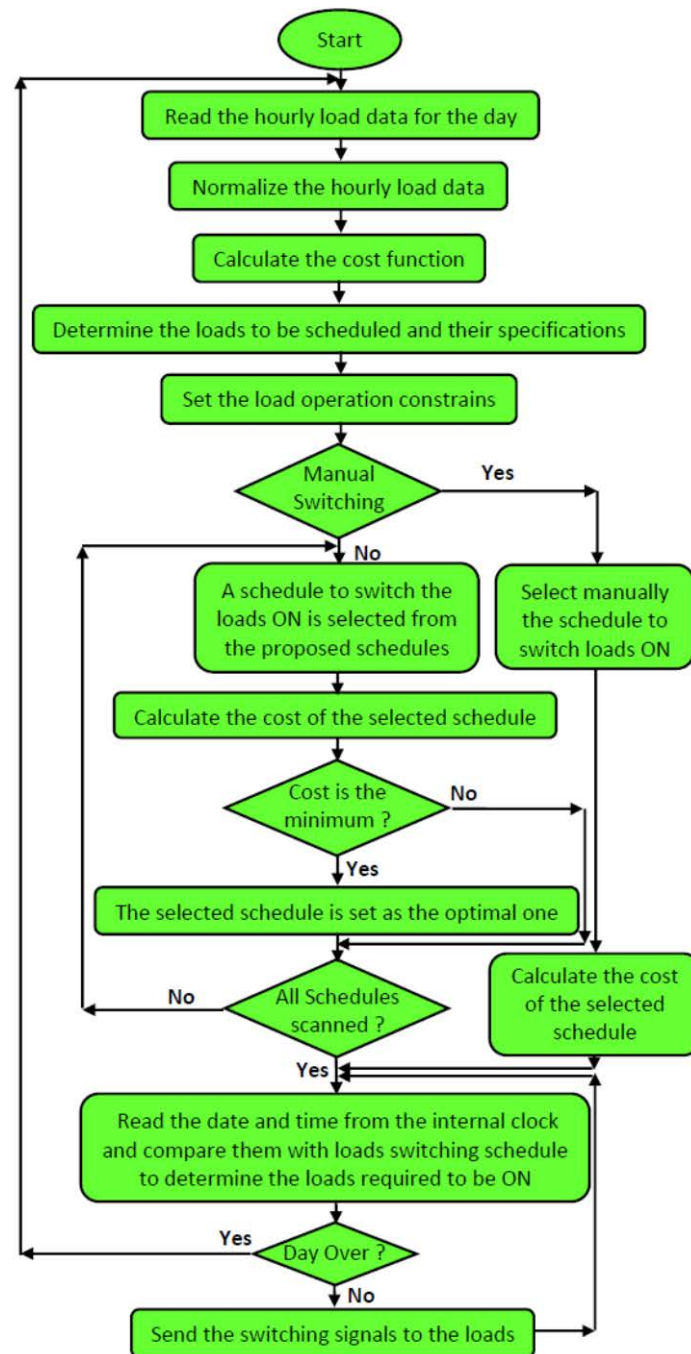 Start
Read the hourly load data for the day
Normalize the hourly load data
Calculate the cost function
Determine the loads to be scheduled and their specifications
Set the load operation constrains
Manual
Switching
Yes
No
A schedule to switch the
loads ON is selected from
the proposed schedules
Select manually
the schedule to
switch loads ON
Calculate the cost of the selected schedule
Cost is the
minimum ?
No
Yes
The selected schedule is set as the optimal one
All Schedules
scanned ?
No
Yes
Calculate the cost
of the selected
schedule
Read the date and time from the internal clock
and compare them with loads switching schedule
to determine the loads required to be ON
Day Over ?
Yes
No
Send the switching signals to the loads